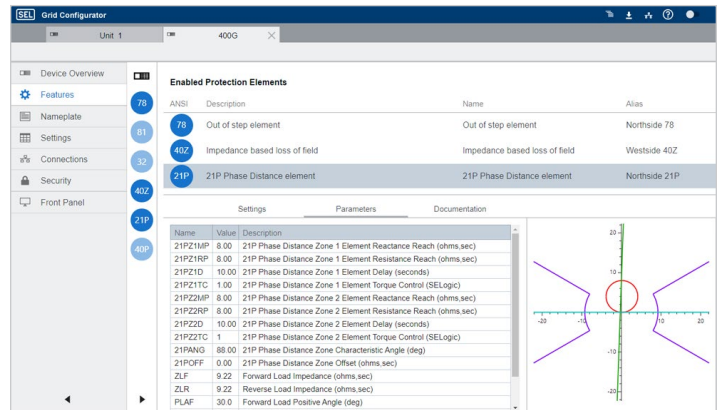 SEL Grid Configurator
Unit 1 400G
Device Overview
Features
Nameplate
Settings
Connections
Security
Front Panel
78
81
32
40Z
21P
40P
Enabled Protection Elements
ANSI Description Name Alias
78 Out of step element Out of step element Northside 78
40Z Impedance based loss of field Impedance based loss of field Westside 40Z
21P 21P Phase Distance element 21P Phase Distance element Northside 21P
Settings Parameters Documentation
Name Value Description
21PZ1MP 8.00 21P Phase Distance Zone 1 Element Reactance Reach (ohms,sec)
21PZ1RP 8.00 21P Phase Distance Zone 1 Element Resistance Reach (ohms,sec)
21PZ1D 10.00 21P Phase Distance Zone 1 Element Delay (seconds)
21PZ1TC 1.00 21P Phase Distance Zone 1 Element Torque Control (SELogic)
21PZ2MP 8.00 21P Phase Distance Zone 2 Element Reactance Reach (ohms,sec)
21PZ2RP 8.00 21P Phase Distance Zone 2 Element Resistance Reach (ohms,sec)
21PZ2D 10.00 21P Phase Distance Zone 2 Element Delay (seconds)
21PZ2TC 1 21P Phase Distance Zone 2 Element Torque Control (SELogic)
21PANG 88.00 21P Phase Distance Zone Characteristic Angle (deg)
21POFF 0.00 21P Phase Distance Zone Offset (ohms,sec)
ZLF 9.22 Forward Load Impedance (ohms,sec)
ZLR 9.22 Reverse Load Impedance (ohms,sec)
PLAF 30.0 Forward Load Positive Angle (deg)
20
10
-20 -10 0 10 20
-10
-20